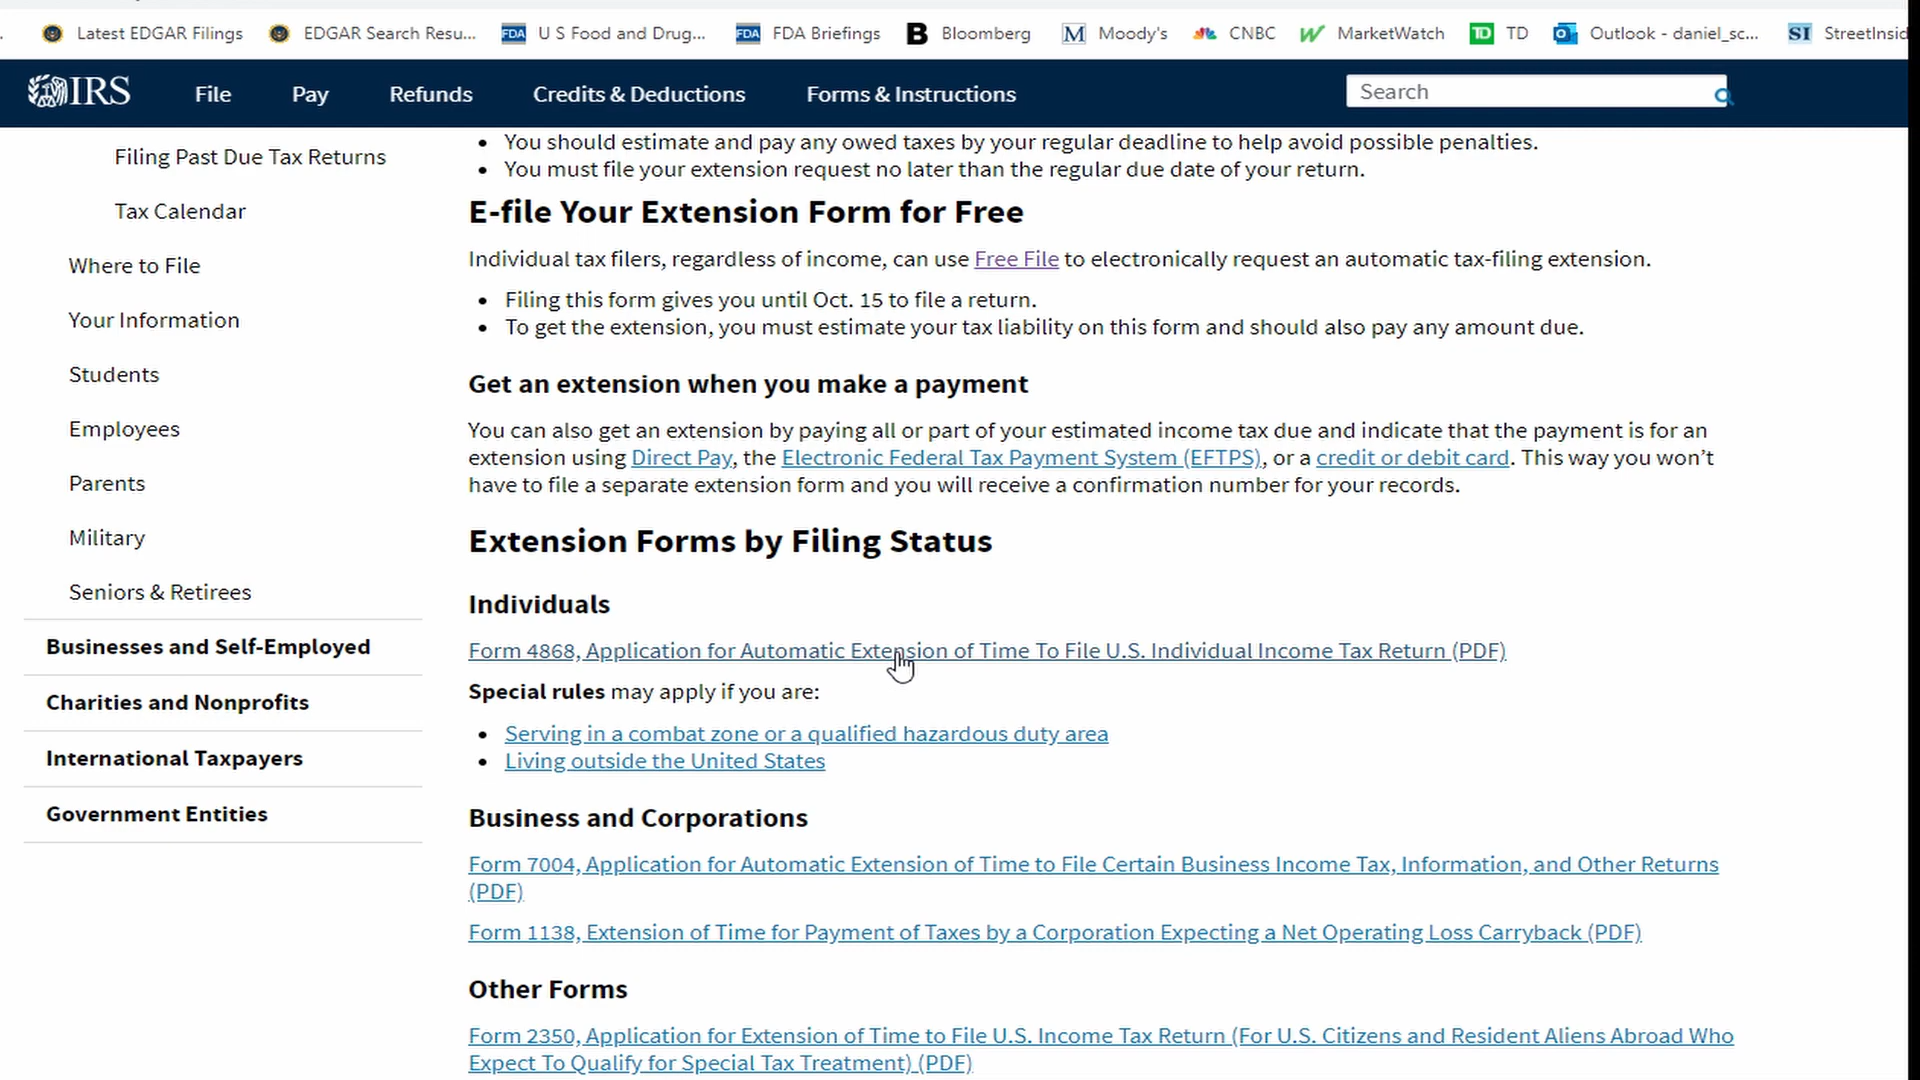 Latest EDGAR Filings EDGAR Search Resu... FDA U S Food and Drug... FDA FDA Briefings B Bloomberg M Moody's CNBC MarketWatch TD TD Outlook - daniel_sc... SI StreetInsid
IRS File Pay Refunds Credits & Deductions Forms & Instructions Search
Filing Past Due Tax Returns
Tax Calendar
Where to File
Your Information
Students
Employees
Parents
Military
Seniors & Retirees
Businesses and Self-Employed
Charities and Nonprofits
International Taxpayers
Government Entities
• You should estimate and pay any owed taxes by your regular deadline to help avoid possible penalties.
• You must file your extension request no later than the regular due date of your return.
E-file Your Extension Form for Free
Individual tax filers, regardless of income, can use Free File to electronically request an automatic tax-filing extension.
• Filing this form gives you until Oct. 15 to file a return.
• To get the extension, you must estimate your tax liability on this form and should also pay any amount due.
Get an extension when you make a payment
You can also get an extension by paying all or part of your estimated income tax due and indicate that the payment is for an
extension using Direct Pay, the Electronic Federal Tax Payment System (EFTPS), or a credit or debit card. This way you won’t
have to file a separate extension form and you will receive a confirmation number for your records.
Extension Forms by Filing Status
Individuals
Form 4868, Application for Automatic Extension of Time To File U.S. Individual Income Tax Return (PDF)
Special rules may apply if you are:
• Serving in a combat zone or a qualified hazardous duty area
• Living outside the United States
Business and Corporations
Form 7004, Application for Automatic Extension of Time to File Certain Business Income Tax, Information, and Other Returns
(PDF)
Form 1138, Extension of Time for Payment of Taxes by a Corporation Expecting a Net Operating Loss Carryback (PDF)
Other Forms
Form 2350, Application for Extension of Time to File U.S. Income Tax Return (For U.S. Citizens and Resident Aliens Abroad Who
Expect To Qualify for Special Tax Treatment) (PDF)